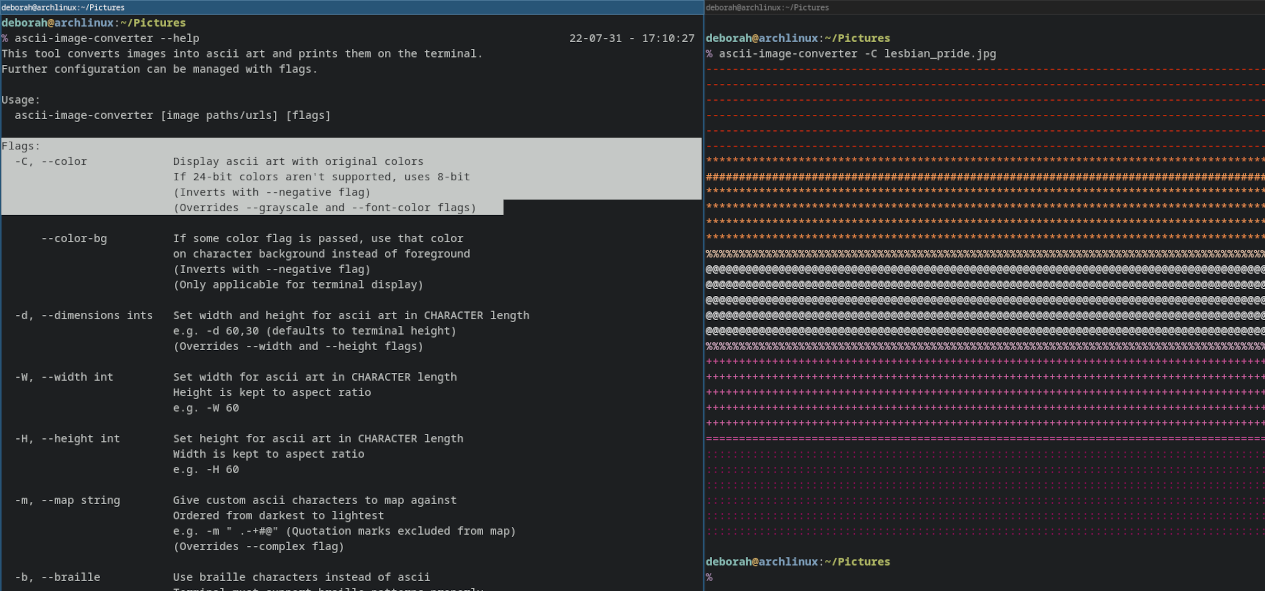 deborah@archlinux:~/Pictures
deborah@archlinux:~/Pictures
% ascii-image-converter --help 22-07-31 - 17:10:27
This tool converts images into ascii art and prints them on the terminal.
Further configuration can be managed with flags.
Usage:
ascii-image-converter [image paths/urls] [flags]
Flags:
-C, --color Display ascii art with original colors
If 24-bit colors aren't supported, uses 8-bit
(Inverts with --negative flag)
(Overrides --grayscale and --font-color flags)
--color-bg If some color flag is passed, use that color
on character background instead of foreground
(Inverts with --negative flag)
(Only applicable for terminal display)
-d, --dimensions ints Set width and height for ascii art in CHARACTER length
e.g. -d 60,30 (defaults to terminal height)
(Overrides --width and --height flags)
-W, --width int Set width for ascii art in CHARACTER length
Height is kept to aspect ratio
e.g. -W 60
-H, --height int Set height for ascii art in CHARACTER length
Width is kept to aspect ratio
e.g. -H 60
-m, --map string Give custom ascii characters to map against
Ordered from darkest to lightest
e.g. -m " .-+#@" (Quotation marks excluded from map)
(Overrides --complex flag)
-b, --braille Use braille characters instead of ascii
Terminal must support braille patterns properly
deborah@archlinux:~/Pictures
deborah@archlinux:~/Pictures
% ascii-image-converter -C lesbian_pride.jpg
deborah@archlinux:~/Pictures
%